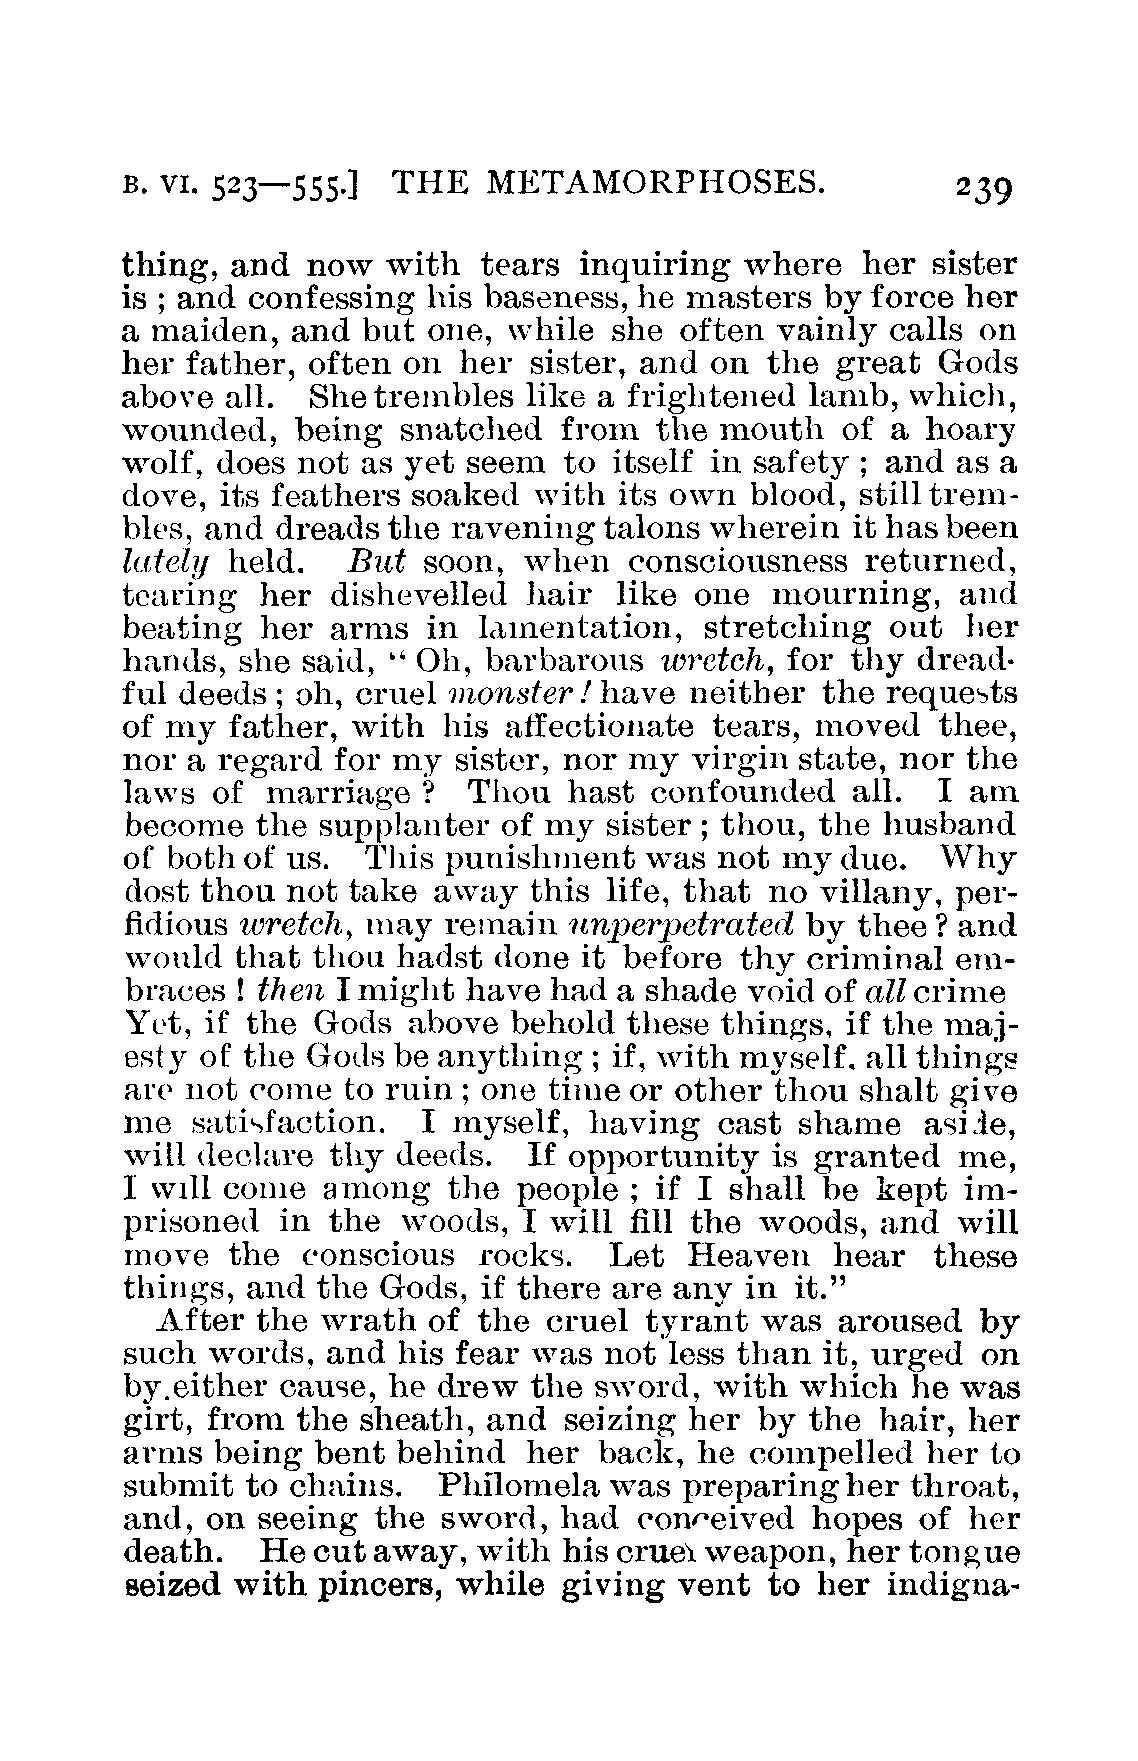 B. VI. 523—555.] THE METAMORPHOSES. 239
thing, and now with tears inquiring where her sister
is ; and confessing his baseness, he masters by force her
a maiden, and but one, while she often vainly calls on
her father, often on her sister, and on the great Gods
above all. She trembles like a frightened lamb, which,
wounded, being snatched from the mouth of a hoary
wolf, does not as yet seem to itself in safety ; and as a
dove, its feathers soaked with its own blood, still trem-
bles, and dreads the ravening talons wherein it has been
lately held. But soon, when consciousness returned,
tearing her dishevelled hair like one mourning, and
beating her arms in lamentation, stretching out her
hands, she said, “ Oh, barbarous wretch, for thy dread-
ful deeds ; oh, cruel monster ! have neither the requests
of my father, with his affectionate tears, moved thee,
nor a regard for my sister, nor my virgin state, nor the
laws of marriage ? Thou hast confounded all. I am
become the supplanter of my sister ; thou, the husband
of both of us. This punishment was not my due. Why
dost thou not take away this life, that no villany, per-
fidious wretch, may remain unperpetrated by thee ? and
would that thou hadst done it before thy criminal em-
braces ! then I might have had a shade void of all crime
Yet, if the Gods above behold these things, if the maj-
esty of the Gods be anything ; if, with myself, all things
are not come to ruin ; one time or other thou shalt give
me satisfaction. I myself, having cast shame aside,
will declare thy deeds. If opportunity is granted me,
I will come among the people ; if I shall be kept im-
prisoned in the woods, I will fill the woods, and will
move the conscious rocks. Let Heaven hear these
things, and the Gods, if there are any in it.”
After the wrath of the cruel tyrant was aroused by
such words, and his fear was not less than it, urged on
by either cause, he drew the sword, with which he was
girt, from the sheath, and seizing her by the hair, her
arms being bent behind her back, he compelled her to
submit to chains. Philomela was preparing her throat,
and, on seeing the sword, had conceived hopes of her
death. He cut away, with his cruel weapon, her tongue
seized with pincers, while giving vent to her indigna-